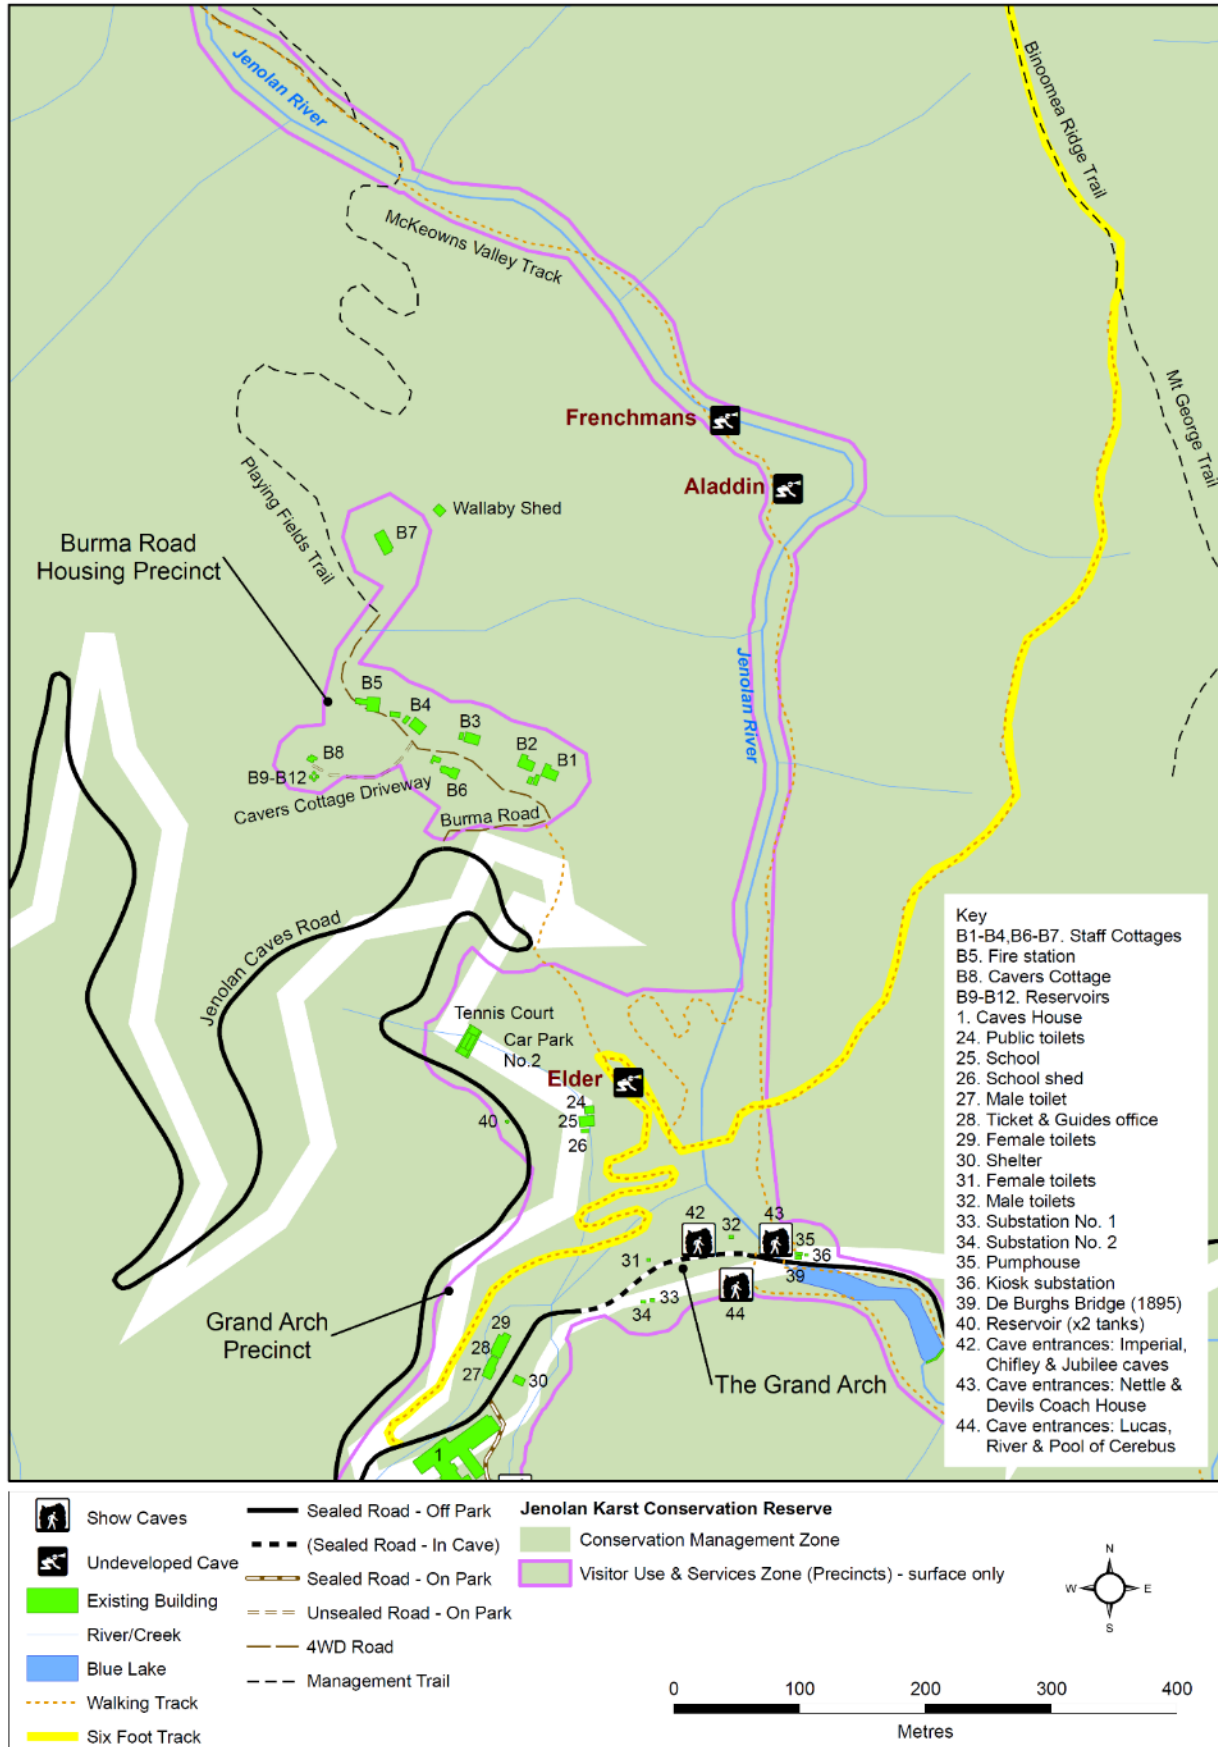 Jenolan River
Binoomea Ridge Trail
McKeowns Valley Track
Mt George Trail
Frenchmans
Aladdin
Playing Fields Trail
Wallaby Shed
B7
Burma Road
Housing Precinct
Jenolan River
B5
B4
B3
B2
B1
B8
B9-B12
B6
Cavers Cottage Driveway
Burma Road
Jenolan Caves Road
Tennis Court
Car Park
No.2
Elder
24
25
26
40
42
43
32
35
36
31
39
33
34
44
Grand Arch
Precinct
29
28
27
30
The Grand Arch
1
Key
B1-B4,B6-B7. Staff Cottages
B5. Fire station
B8. Cavers Cottage
B9-B12. Reservoirs
1. Caves House
24. Public toilets
25. School
26. School shed
27. Male toilet
28. Ticket & Guides office
29. Female toilets
30. Shelter
31. Female toilets
32. Male toilets
33. Substation No. 1
34. Substation No. 2
35. Pumphouse
36. Kiosk substation
39. De Burghs Bridge (1895)
40. Reservoir (x2 tanks)
42. Cave entrances: Imperial,
Chifley & Jubilee caves
43. Cave entrances: Nettle &
Devils Coach House
44. Cave entrances: Lucas,
River & Pool of Cerebus
Show Caves
Undeveloped Cave
Existing Building
River/Creek
Blue Lake
Walking Track
Six Foot Track
Sealed Road - Off Park
(Sealed Road - In Cave)
Sealed Road - On Park
Unsealed Road - On Park
4WD Road
Management Trail
Jenolan Karst Conservation Reserve
Conservation Management Zone
Visitor Use & Services Zone (Precincts) - surface only
N
W
E
S
0 100 200 300 400
Metres